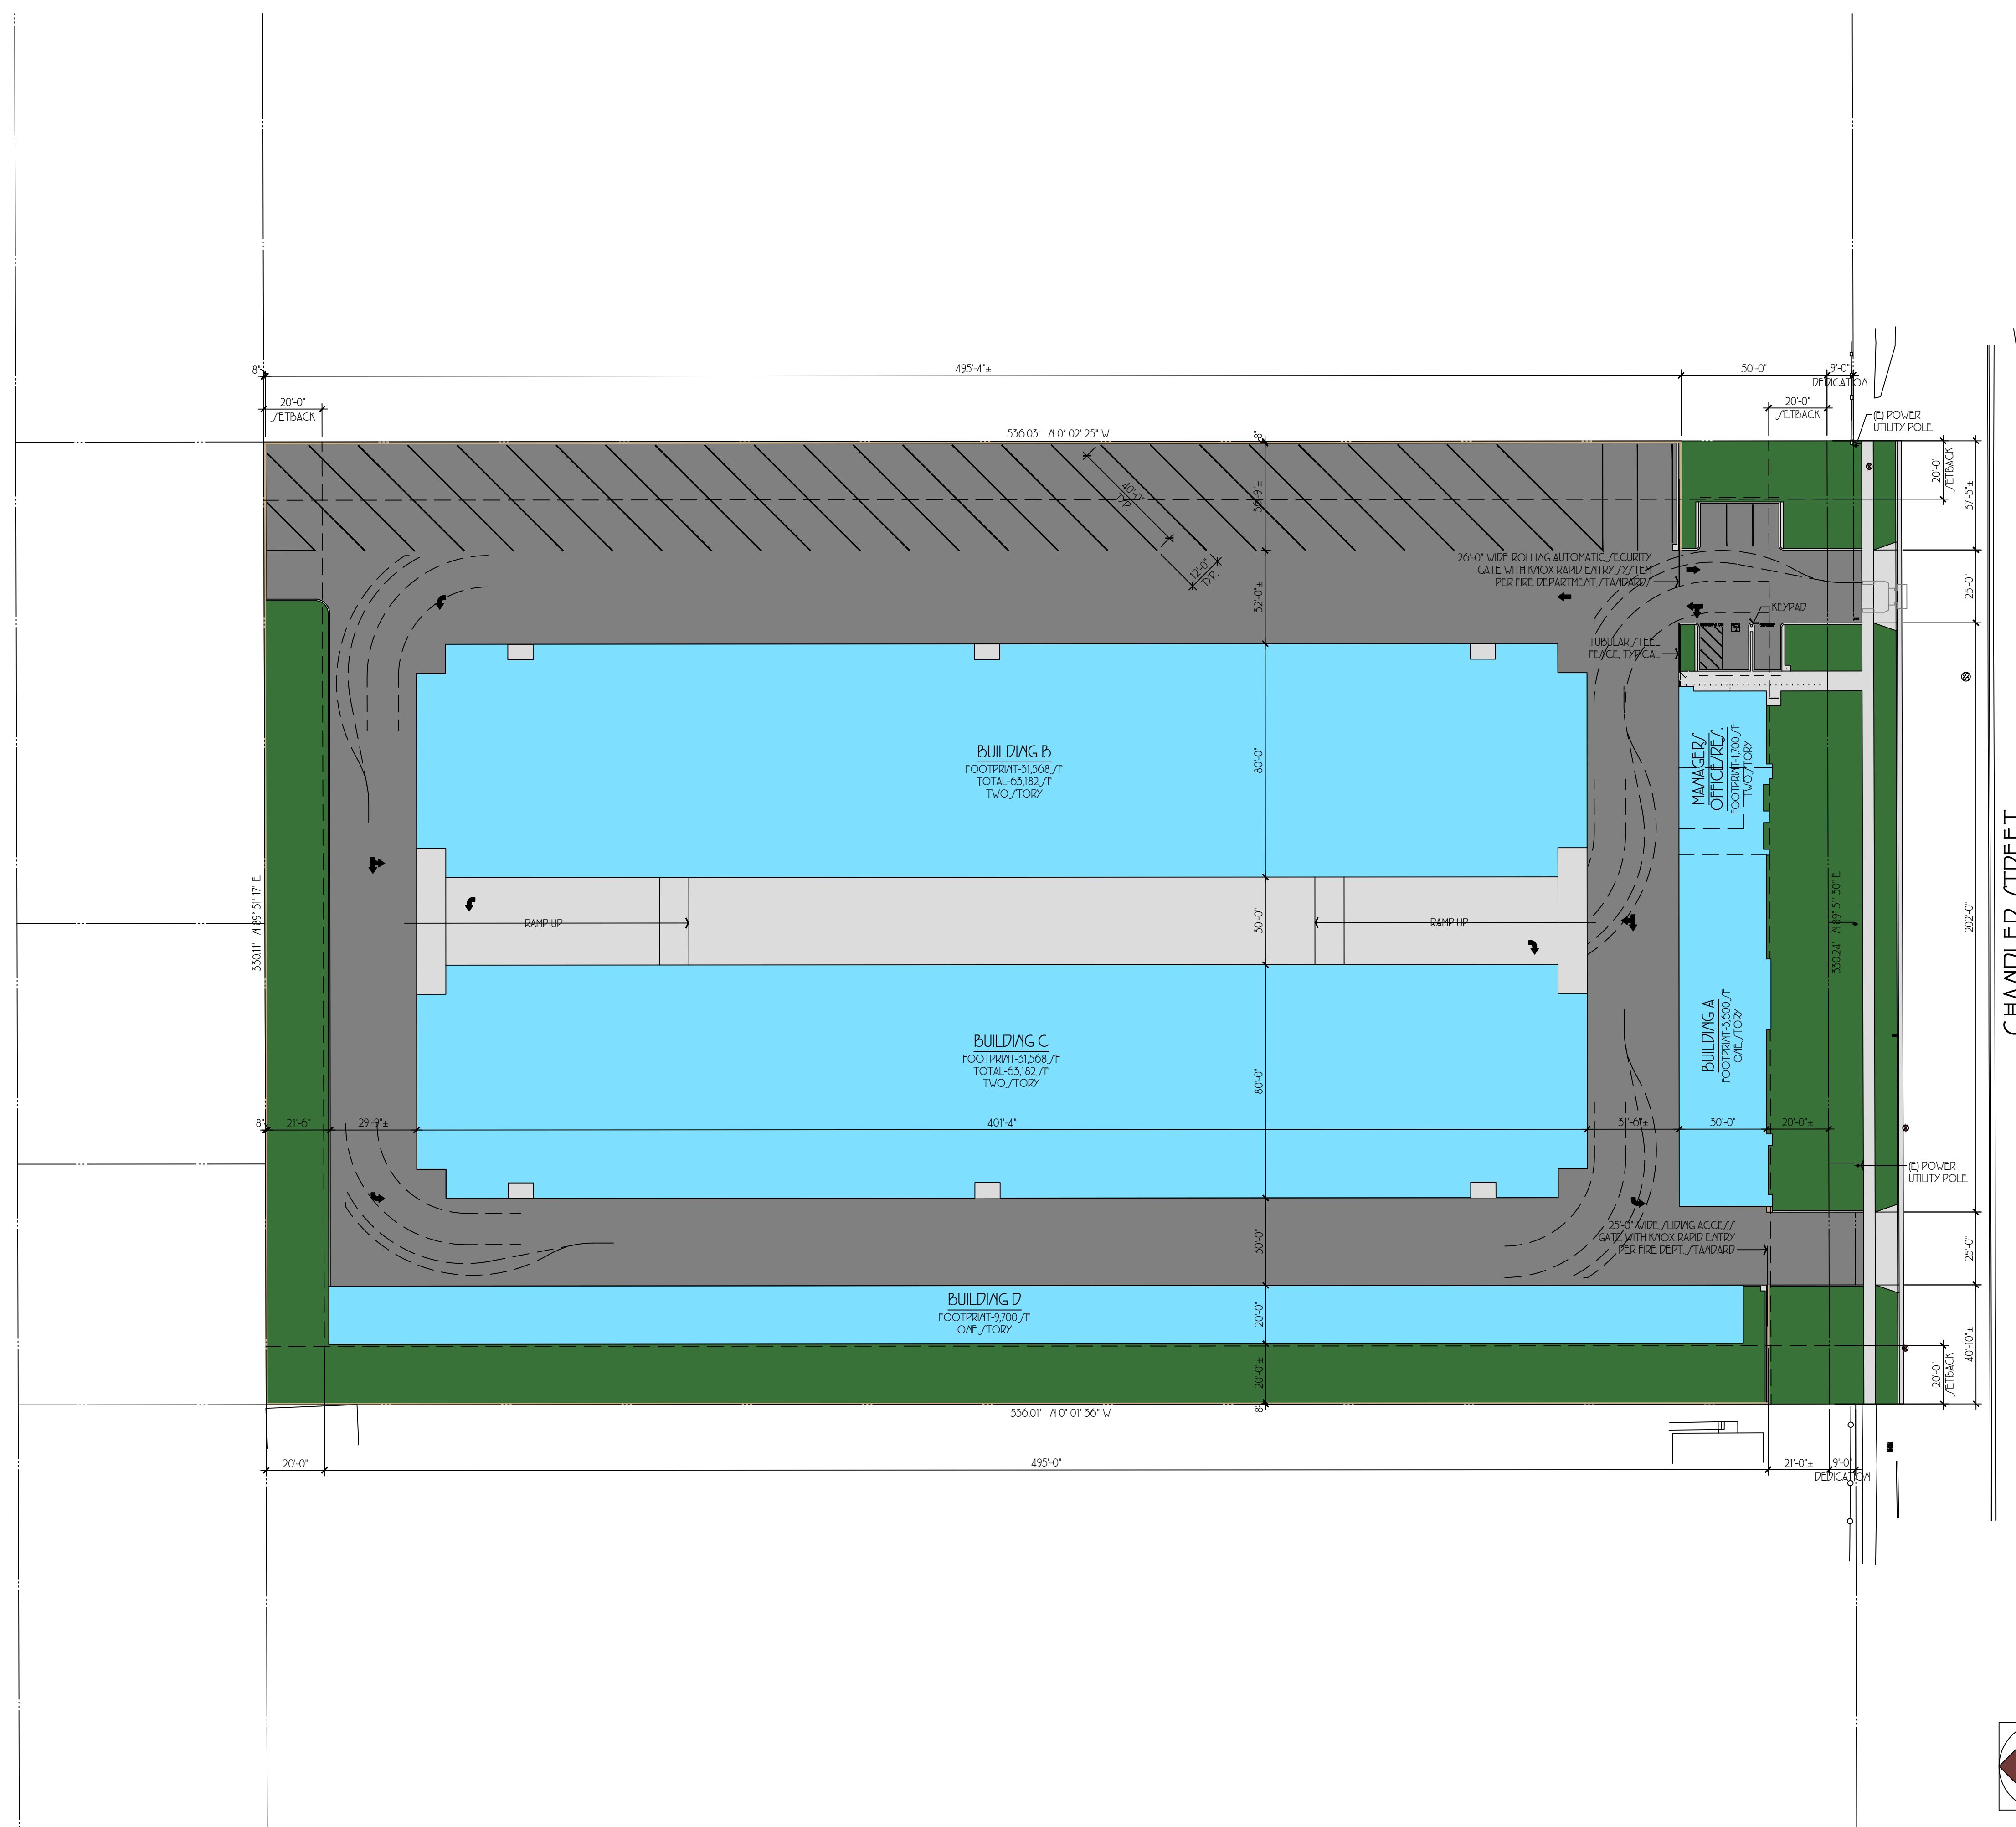 8"
495'-4"±
50'-0"
9'-0"
DEDICATION
20'-0"
SETBACK
20'-0"
SETBACK
(E) POWER
UTILITY POLE
536.03' N 0° 02' 25" W
8"
20'-0"
SETBACK
37'-5"±
40'-0"
TYP.
36'-9"±
12'-0"
TYP.
26'-0" WIDE ROLLING AUTOMATIC SECURITY
GATE WITH KNOX RAPID ENTRY SYSTEM
PER FIRE DEPARTMENT STANDARDS
32'-0"±
25'-0"
KEYPAD
TUBULAR STEEL
FENCE, TYPICAL
BUILDING B
FOOTPRINT-31,568 SF
TOTAL-63,182 SF
TWO STORY
80'-0"
MANAGERS
OFFICE/RES.
FOOTPRINT-1,700 SF
TWO STORY
CHANDLER STREET
330.11' N 89° 51' 17" E
RAMP UP
30'-0"
RAMP UP
330.24' N 89° 51' 30" E
202'-0"
BUILDING A
FOOTPRINT-3,600 SF
ONE STORY
BUILDING C
FOOTPRINT-31,568 SF
TOTAL-63,182 SF
TWO STORY
80'-0"
8"
21'-6"
29'-9"±
401'-4"
31'-6"±
30'-0"
20'-0"±
(E) POWER
UTILITY POLE
25'-0" WIDE SLIDING ACCESS
GATE WITH KNOX RAPID ENTRY
PER FIRE DEPT. STANDARD
30'-0"
25'-0"
BUILDING D
FOOTPRINT-9,700 SF
ONE STORY
20'-0"
40'-10"±
20'-0"±
20'-0"
SETBACK
8"
536.01' N 0° 01' 36" W
20'-0"
495'-0"
21'-0"±
9'-0"
DEDICATION